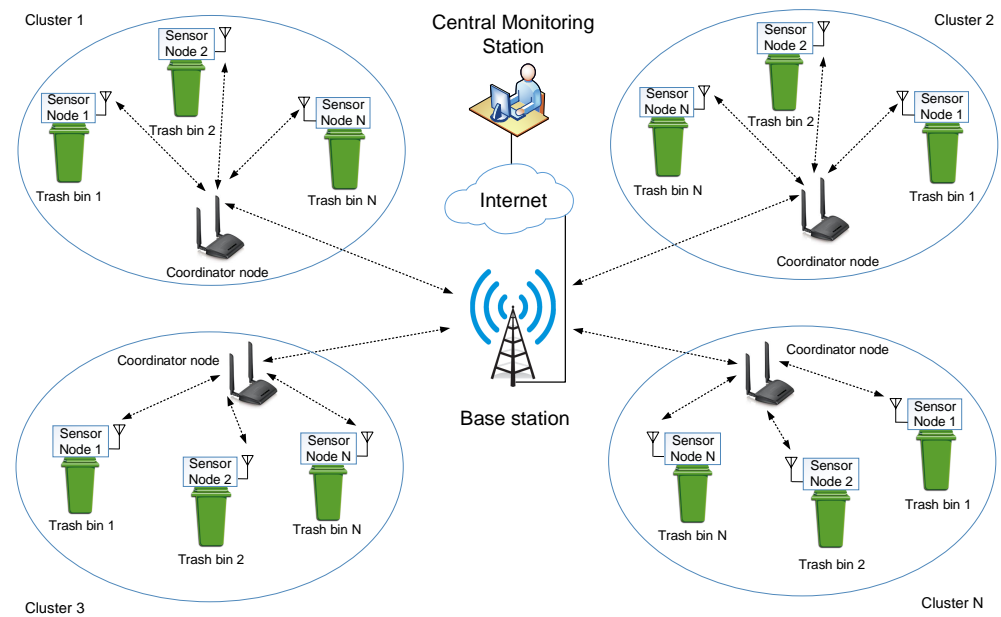 Cluster 1
Sensor
Node 2
Sensor
Node 1
Sensor
Node N
Trash bin 2
Trash bin 1
Trash bin N
Coordinator node
Central Monitoring
Station
Internet
Base station
Cluster 2
Sensor
Node 2
Sensor
Node N
Sensor
Node 1
Trash bin 2
Trash bin N
Trash bin 1
Coordinator node
Coordinator node
Sensor
Node 1
Sensor
Node 2
Sensor
Node N
Trash bin 1
Trash bin 2
Trash bin N
Cluster 3
Coordinator node
Sensor
Node 1
Sensor
Node N
Sensor
Node 2
Trash bin 1
Trash bin N
Trash bin 2
Cluster N